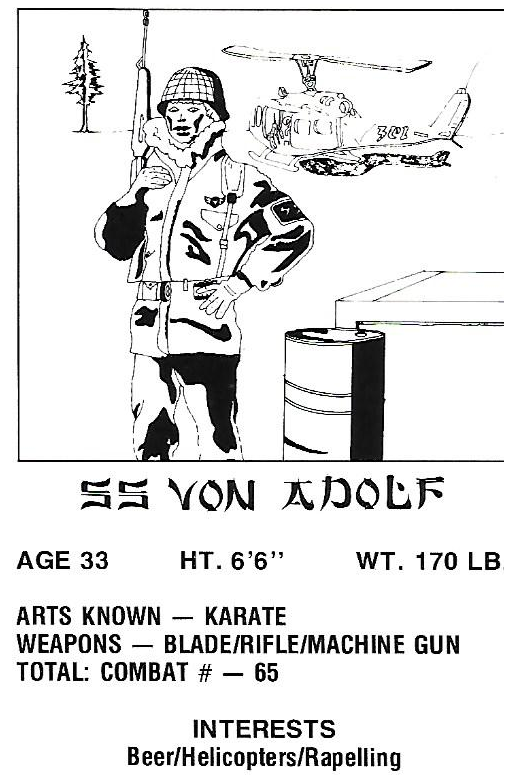 SS VON ADOLF
AGE 33 HT. 6'6" WT. 170 LB
ARTS KNOWN — KARATE
WEAPONS — BLADE/RIFLE/MACHINE GUN
TOTAL: COMBAT # — 65
INTERESTS
Beer/Helicopters/Rapelling